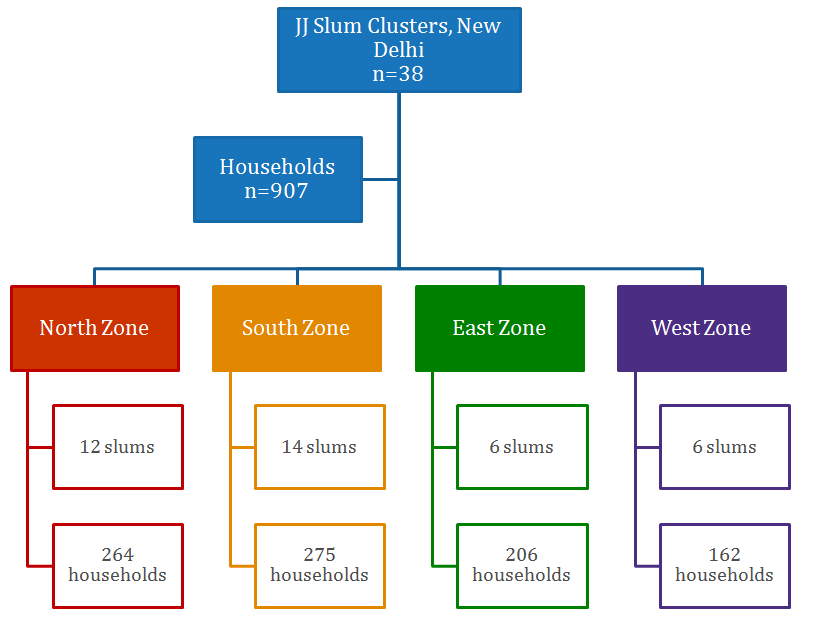 JJ Slum Clusters, New
Delhi
n=38
Households
n=907
North Zone
South Zone
East Zone
West Zone
12 slums
14 slums
6 slums
6 slums
264
households
275
households
206
households
162
households